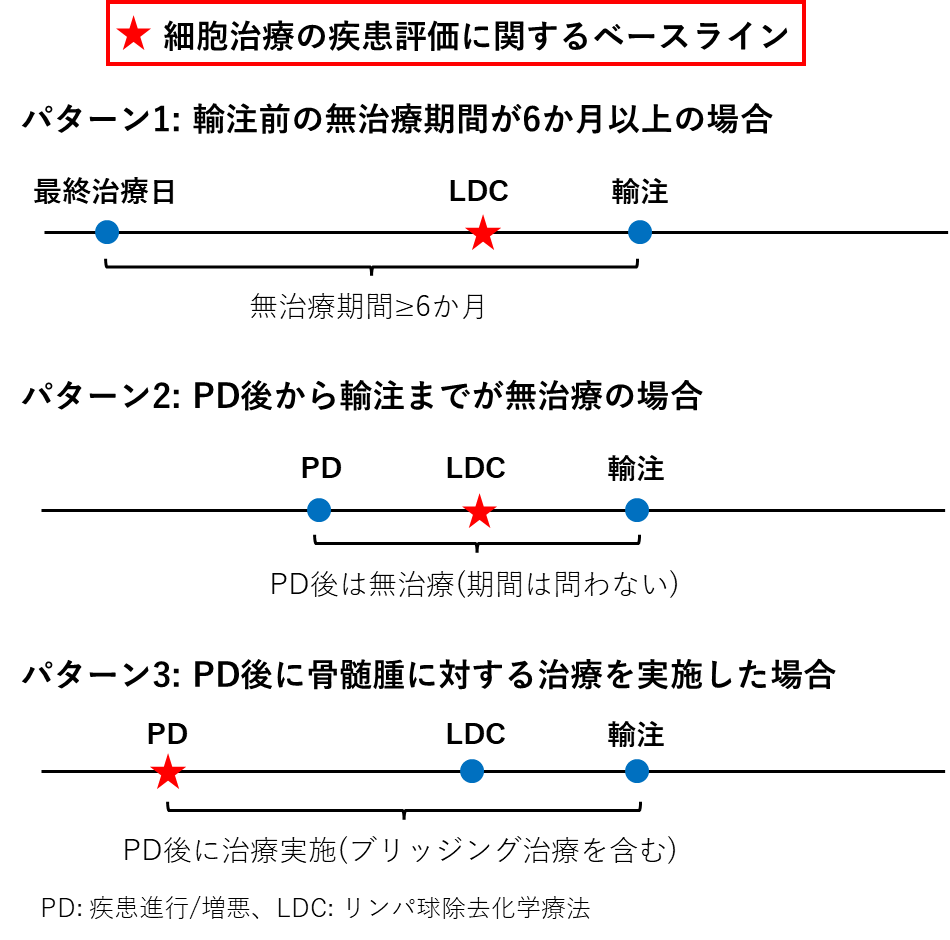 ★ 細胞治療の疾患評価に関するベースライン
パターン1: 輸注前の無治療期間が6か月以上の場合
最終治療日 LDC 輸注
無治療期間≥6か月
パターン2: PD後から輸注までが無治療の場合
PD LDC 輸注
PD後は無治療(期間は問わない)
パターン3: PD後に骨髄腫に対する治療を実施した場合
PD LDC 輸注
PD後に治療実施(ブリッジング治療を含む)
PD: 疾患進行/増悪、LDC: リンパ球除去化学療法